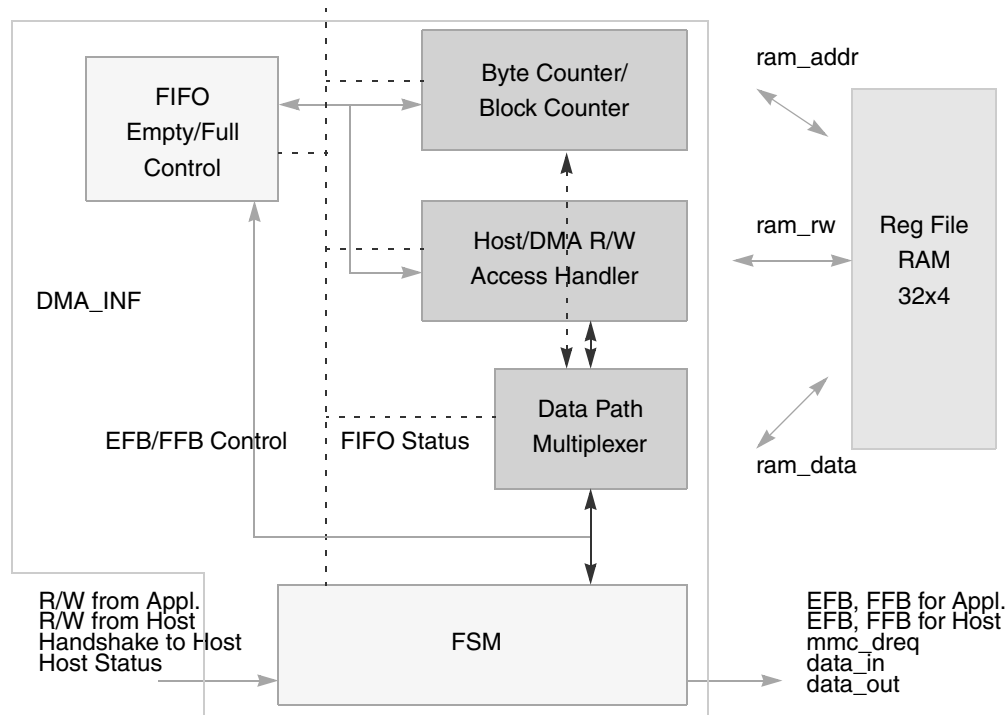 FIFO
Empty/Full
Control
Byte Counter/
Block Counter
ram_addr
Host/DMA R/W
Access Handler
ram_rw
Reg File
RAM
32x4
DMA_INF
Data Path
Multiplexer
EFB/FFB Control
FIFO Status
ram_data
R/W from Appl.
R/W from Host
Handshake to Host
Host Status
FSM
EFB, FFB for Appl.
EFB, FFB for Host
mmc_dreq
data_in
data_out